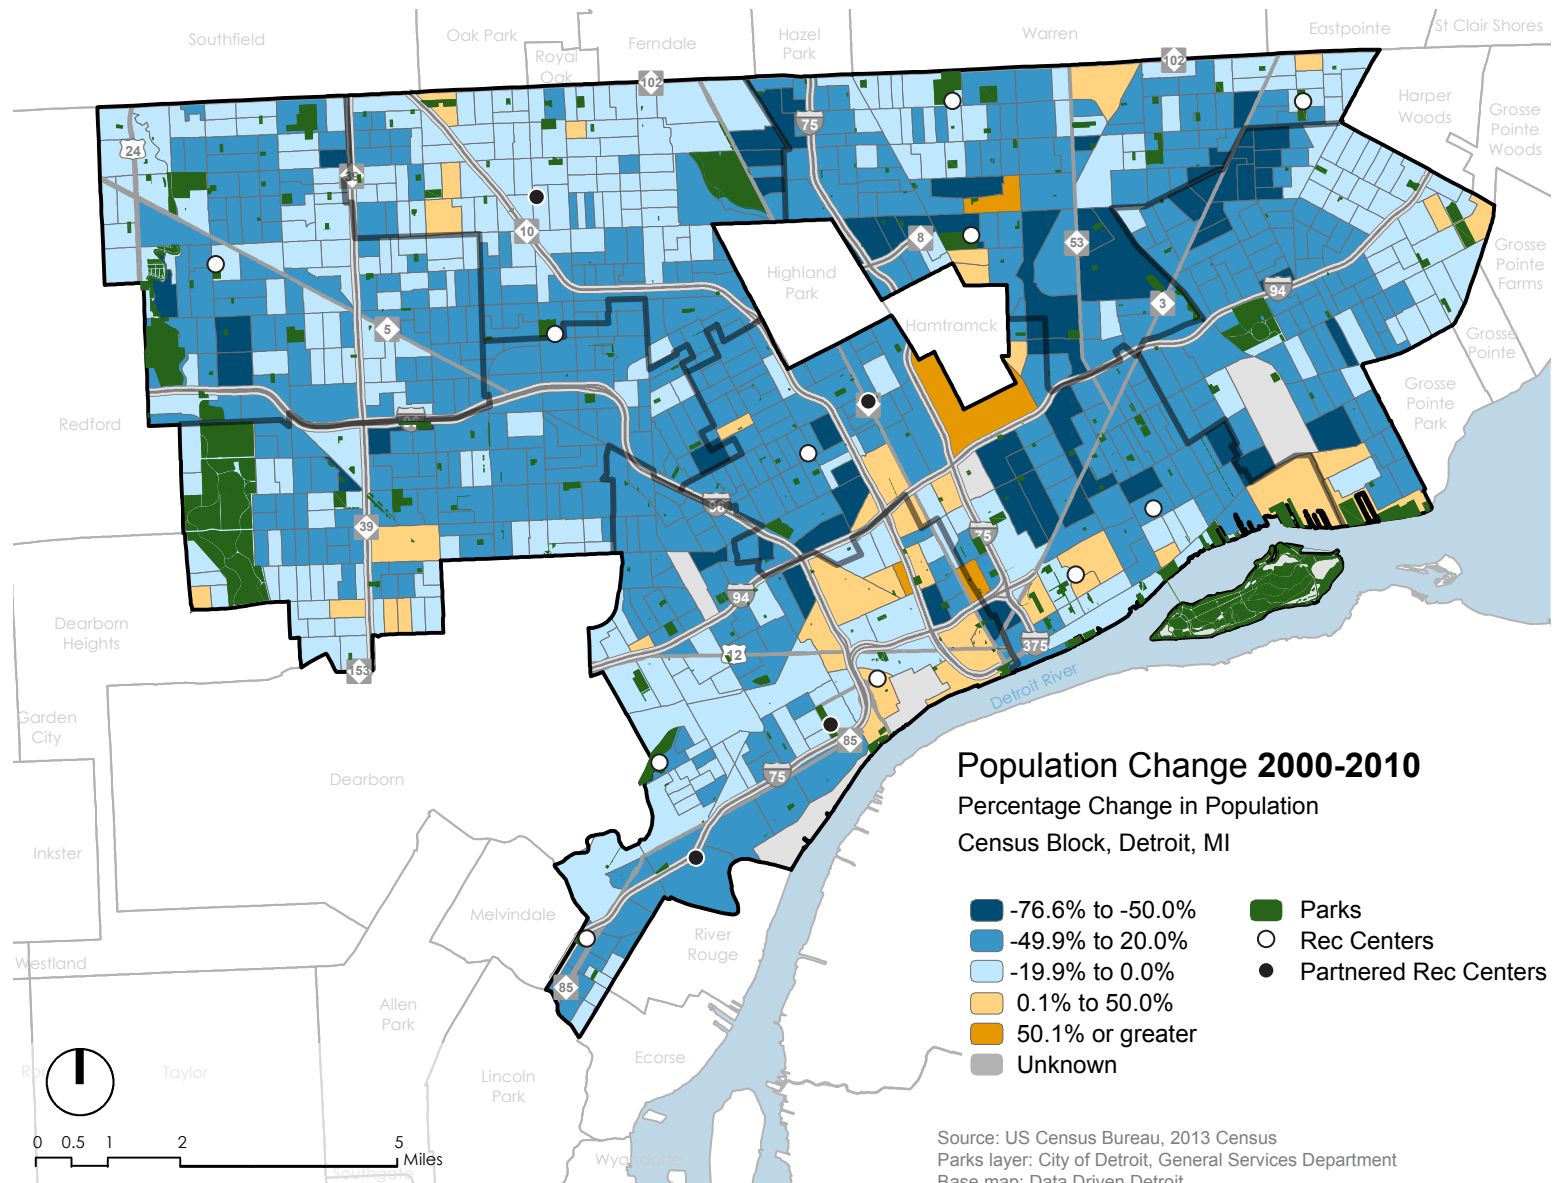 Southfield
Oak Park
Royal
Oak
Ferndale
Hazel
Park
Warren
Eastpointe
St Clair Shores
102
102
Harper
Woods
Grosse
Pointe
Woods
75
24
39
10
8
53
Highland
Park
Hamtramck
3
94
Grosse
Pointe
Farms
Grosse
Pointe
5
Grosse
Pointe
Park
Redford
96
96
39
75
94
12
375
153
Dearborn
Heights
Garden
City
Detroit River
85
75
Dearborn
Inkster
Melvindale
River
Rouge
85
Westland
Allen
Park
Ecorse
Lincoln
Park
Taylor
Southgate
Population Change 2000-2010
Percentage Change in Population
Census Block, Detroit, MI
-76.6% to -50.0%
-49.9% to 20.0%
-19.9% to 0.0%
0.1% to 50.0%
50.1% or greater
Unknown
Parks
Rec Centers
Partnered Rec Centers
0 0.5 1 2 5
Miles
Source: US Census Bureau, 2013 Census
Parks layer: City of Detroit, General Services Department
Base map: Data Driven Detroit